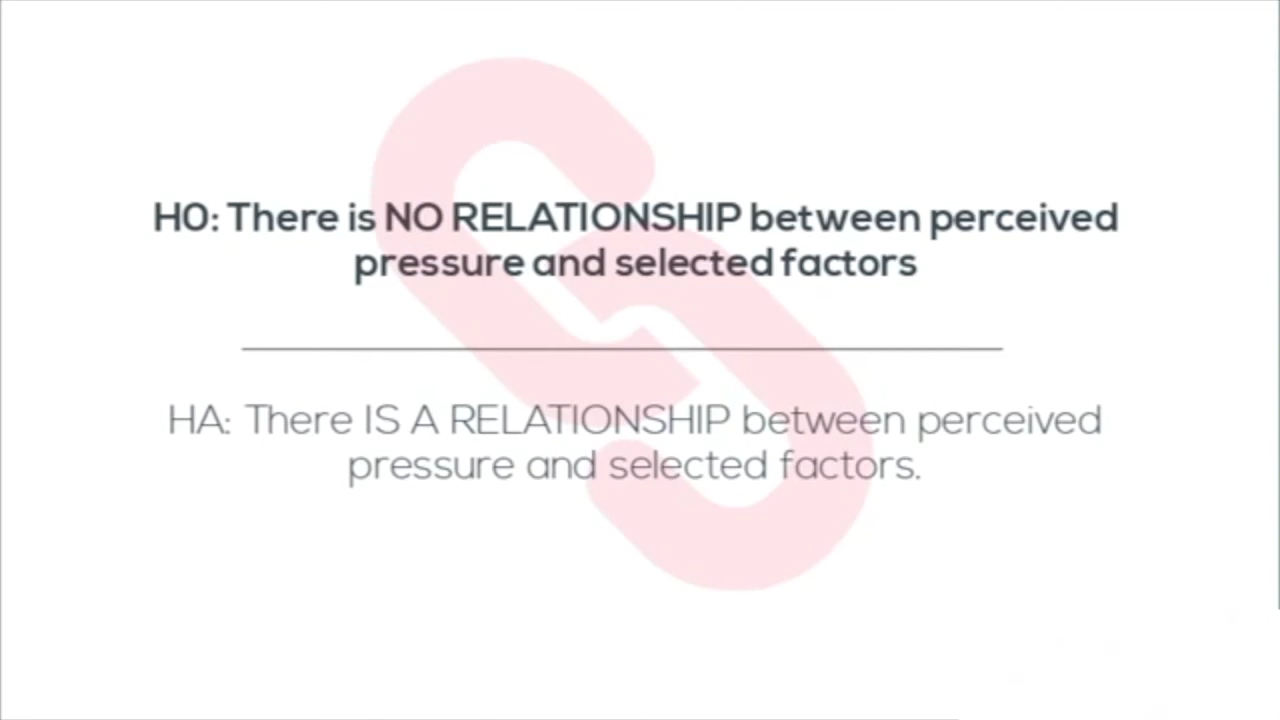 H0: There is NO RELATIONSHIP between perceived
pressure and selected factors
HA: There IS A RELATIONSHIP between perceived
pressure and selected factors.